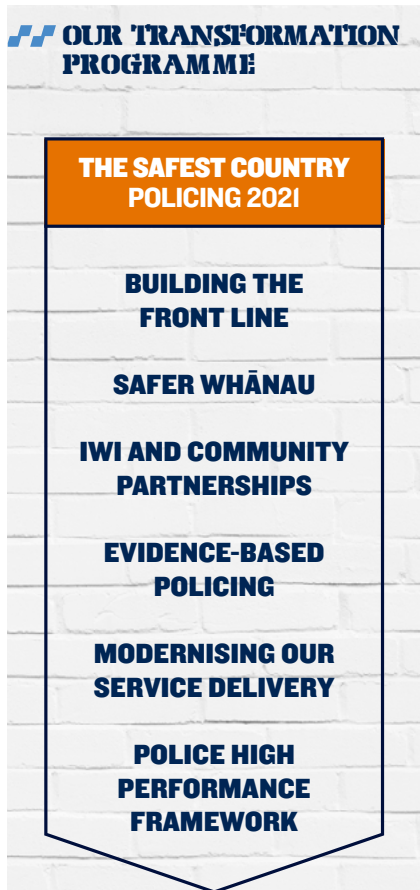 OUR TRANSFORMATION
PROGRAMME
THE SAFEST COUNTRY
POLICING 2021
BUILDING THE
FRONT LINE
SAFER WHĀNAU
IWI AND COMMUNITY
PARTNERSHIPS
EVIDENCE-BASED
POLICING
MODERNISING OUR
SERVICE DELIVERY
POLICE HIGH
PERFORMANCE
FRAMEWORK